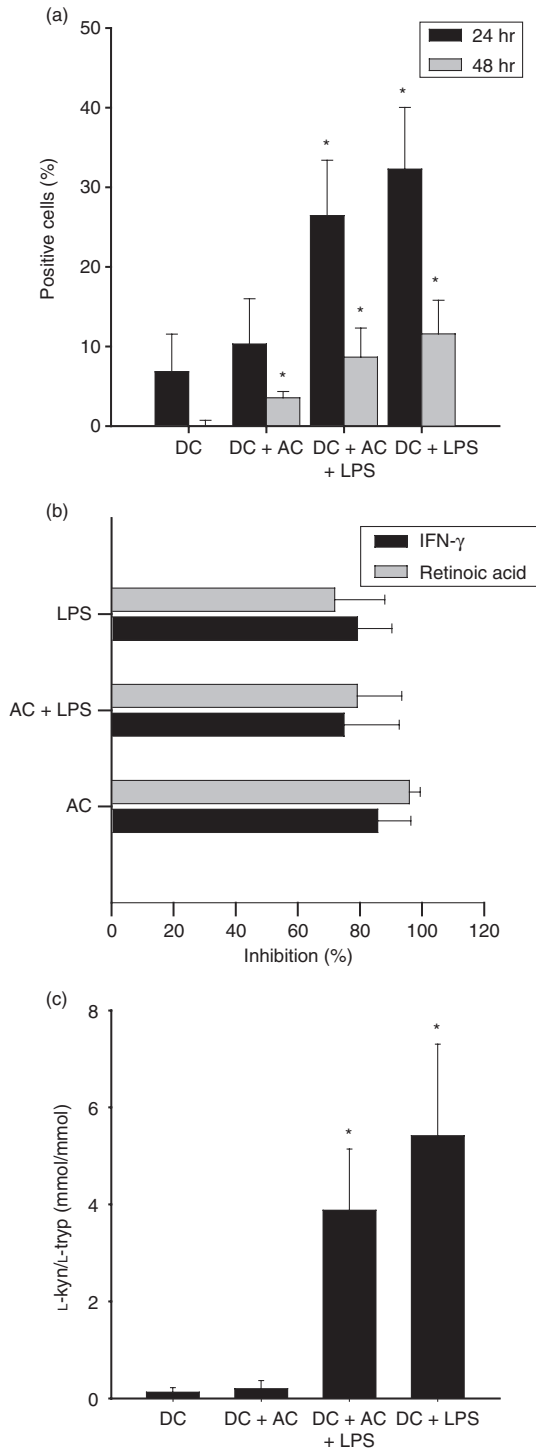 (a)
50
40
30
20
10
0
Positive cells (%)
24 hr
48 hr
*
*
*
*
*
DC
DC + AC
DC + AC
+ LPS
DC + LPS
(b)
IFN-γ
Retinoic acid
LPS
AC + LPS
AC
0
20
40
60
80
100
120
Inhibition (%)
(c)
8
6
4
2
0
L-kyn/L-tryp (mmol/mmol)
*
*
DC
DC + AC
DC + AC
+ LPS
DC + LPS